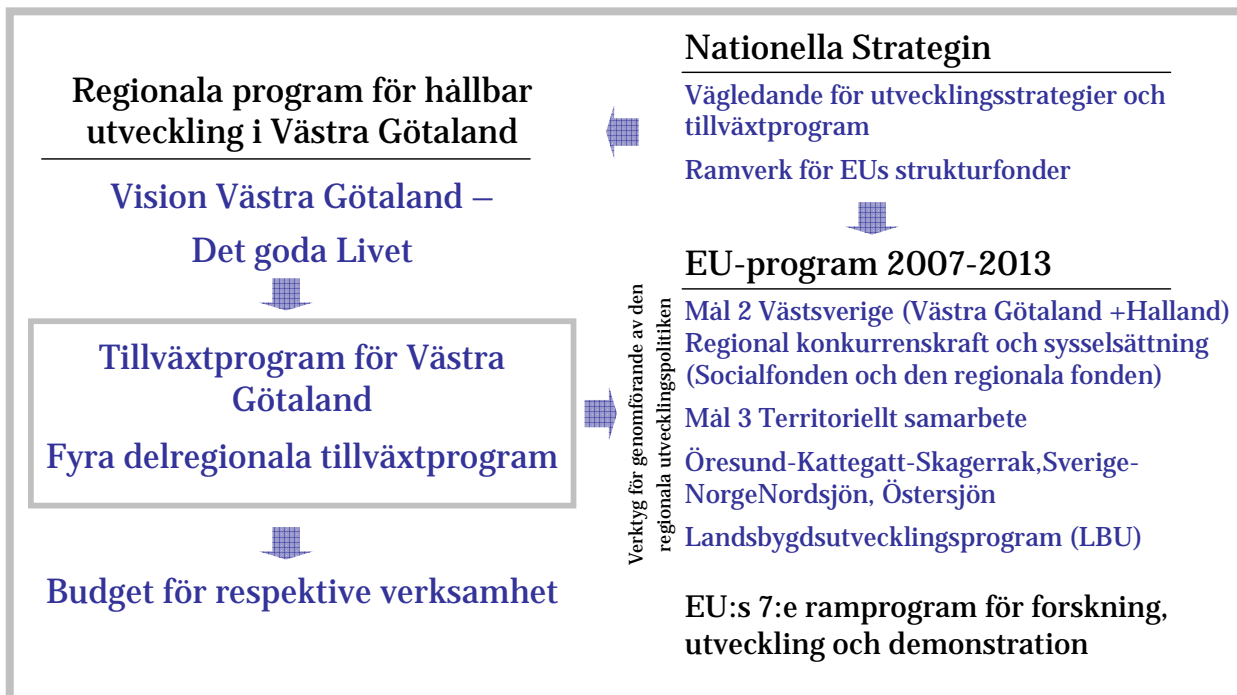 Regionala program för hållbar
utveckling i Västra Götaland
Vision Västra Götaland –
Det goda Livet
Tillväxtprogram för Västra
Götaland
Fyra delregionala tillväxtprogram
Budget för respektive verksamhet
Nationella Strategin
Vägledande för utvecklingsstrategier och
tillväxtprogram
Ramverk för EUs strukturfonder
Verktyg för genomförande av den
regionala utvecklingspolitiken
EU-program 2007-2013
Mål 2 Västsverige (Västra Götaland +Halland)
Regional konkurrenskraft och sysselsättning
(Socialfonden och den regionala fonden)
Mål 3 Territoriellt samarbete
Öresund-Kattegatt-Skagerrak,Sverige-
NorgeNordsjön, Östersjön
Landsbygdsutvecklingsprogram (LBU)
EU:s 7:e ramprogram för forskning,
utveckling och demonstration